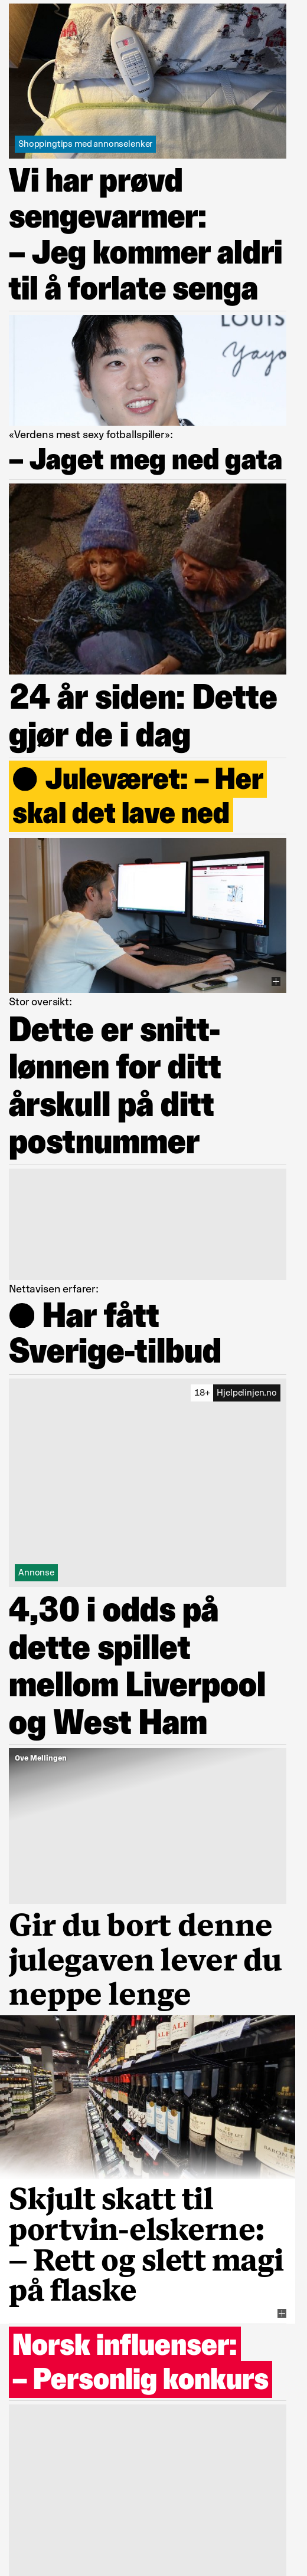 Shoppingtips med annonselenker
Vi har prøvd
sengevarmer:
– Jeg kommer aldri
til å forlate senga
LOUIS
Yayo
«Verdens mest sexy fotballspiller»:
– Jaget meg ned gata
24 år siden: Dette
gjør de i dag
Juleværet: – Her
skal det lave ned
Stor oversikt:
Dette er snitt-
lønnen for ditt
årskull på ditt
postnummer
Nettavisen erfarer:
Har fått
Sverige-tilbud
18+ Hjelpelinjen.no
Annonse
4,30 i odds på
dette spillet
mellom Liverpool
og West Ham
Ove Mellingen
Gir du bort denne
julegaven lever du
neppe lenge
ALF
ALF
Skjult skatt til
portvin-elskerne:
– Rett og slett magi
på flaske
Norsk influenser:
– Personlig konkurs